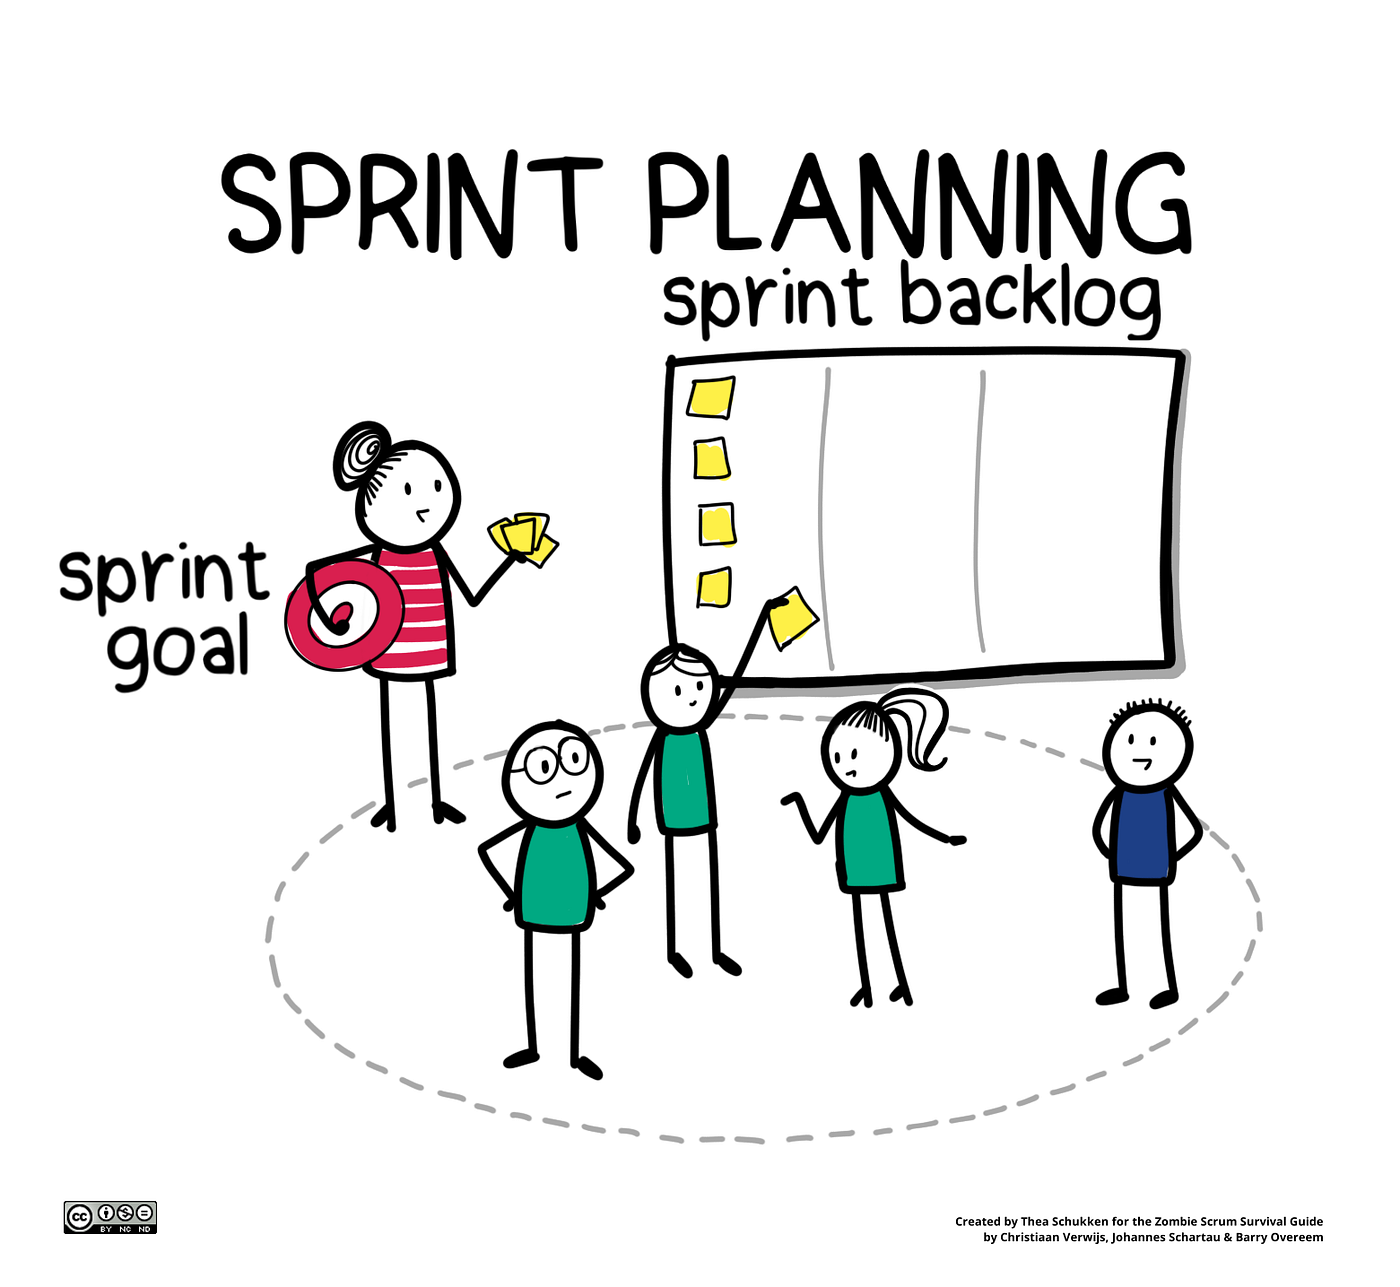 SPRINT PLANNING
sprint backlog
sprint
goal
cc
BY NC ND
Created by Thea Schukken for the Zombie Scrum Survival Guide
by Christiaan Verwijs, Johannes Schartau & Barry Overeem